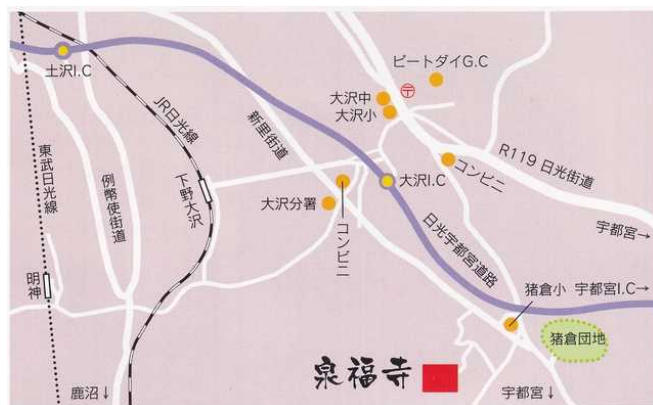 土沢I.C
JR日光線
新里街道
ビートダイG.C
〒
大沢中
大沢小
R119 日光街道
コンビニ
東武日光線
例幣使街道
下野大沢
大沢I.C
大沢分署
コンビニ
日光宇都宮道路
宇都宮→
明神
猪倉小
宇都宮I.C→
猪倉団地
泉福寺
鹿沼↓
宇都宮↓